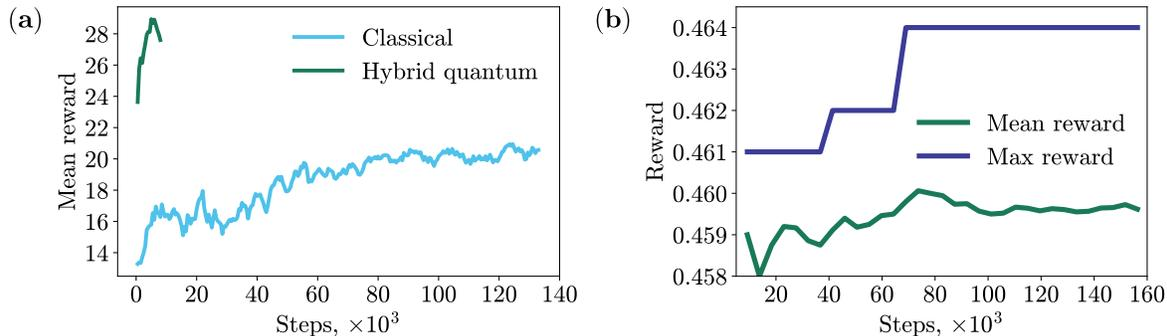 (a)
Mean reward
28
26
24
22
20
18
16
14
Classical
Hybrid quantum
0 20 40 60 80 100 120 140
Steps, ×10³
(b)
Reward
0.464
0.463
0.462
0.461
0.460
0.459
0.458
Mean reward
Max reward
20 40 60 80 100 120 140 160
Steps, ×10³